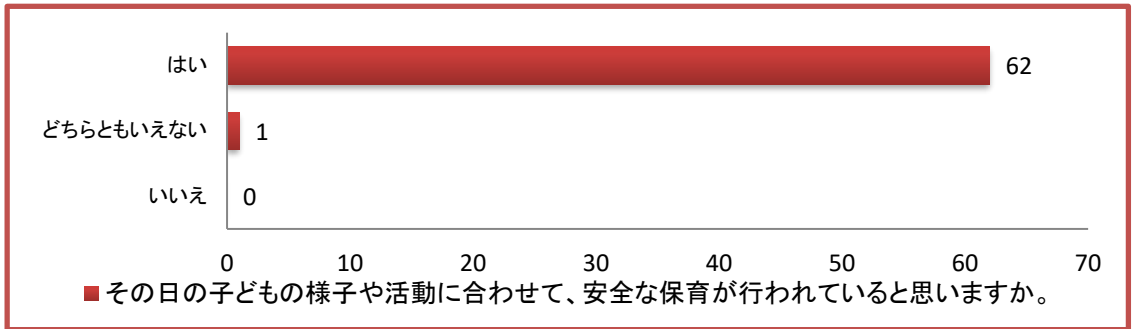 はい 62
どちらともいえない 1
いいえ 0
0 10 20 30 40 50 60 70
その日の子どもの様子や活動に合わせて、安全な保育が行われていると思いますか。